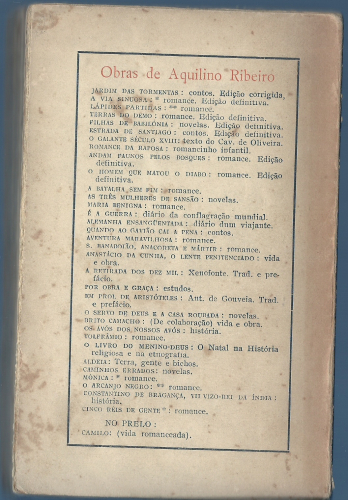 Obras de Aquilino Ribeiro
JARDIM DAS TORMENTAS : contos. Edição corrigida.
A VIA SINUOSA : * romance. Edição definitiva.
LÁPIDES PARTIDAS : ** romance.
TERRAS DO DEMO : romance. Edição definitiva.
FILHAS DE BABILÓNIA : novelas. Edição definitiva.
ESTRADA DE SANTIAGO : contos. Edição definitiva.
O GALANTE SÉCULO XVIII: texto do Cav. de Oliveira.
ROMANCE DA RAPOSA : romancinho infantil.
ANDAM FAUNOS PELOS BOSQUES : romance. Edição
definitiva.
O HOMEM QUE MATOU O DIABO : romance. Edição
definitiva.
A BATALHA SEM FIM : romance.
AS TRÊS MULHERES DE SANSÃO : novelas.
MARIA BENIGNA : romance.
É A GUERRA : diário da conflagração mundial.
ALEMANHA ENSANGÜENTADA : diário dum viajante.
QUANDO AO GAVIÃO CAI A PENA : contos.
AVENTURA MARAVILHOSA : romance.
S. BANABOIÃO, ANACORETA E MÁRTIR : romance.
ANASTÁCIO DA CUNHA, O LENTE PENITENCIADO : vida
e obra.
A RETIRADA DOS DEZ MIL : Xenofonte. Trad. e pre-
fácio.
POR OBRA E GRAÇA : estudos.
EM PROL DE ARISTÓTELES : Ant. de Gouveia. Trad.
e prefácio.
O SERVO DE DEUS E A CASA ROUBADA : novelas.
BRITO CAMACHO : (De colaboração) vida e obra.
OS AVÓS DOS NOSSOS AVÓS : história.
VOLFRÂMIO : romance.
O LIVRO DO MENINO-DEUS : O Natal na História
religiosa e na etnografia.
ALDEIA : Terra, gente e bichos.
CAMINHOS ERRADOS : novelas.
MÓNICA : * romance.
O ARCANJO NEGRO : ** romance.
CONSTANTINO DE BRAGANÇA, VII VIZO-REI DA ÍNDIA :
história.
CINCO RÉIS DE GENTE : romance.
NO PRELO :
CAMILO: (vida romanceada).